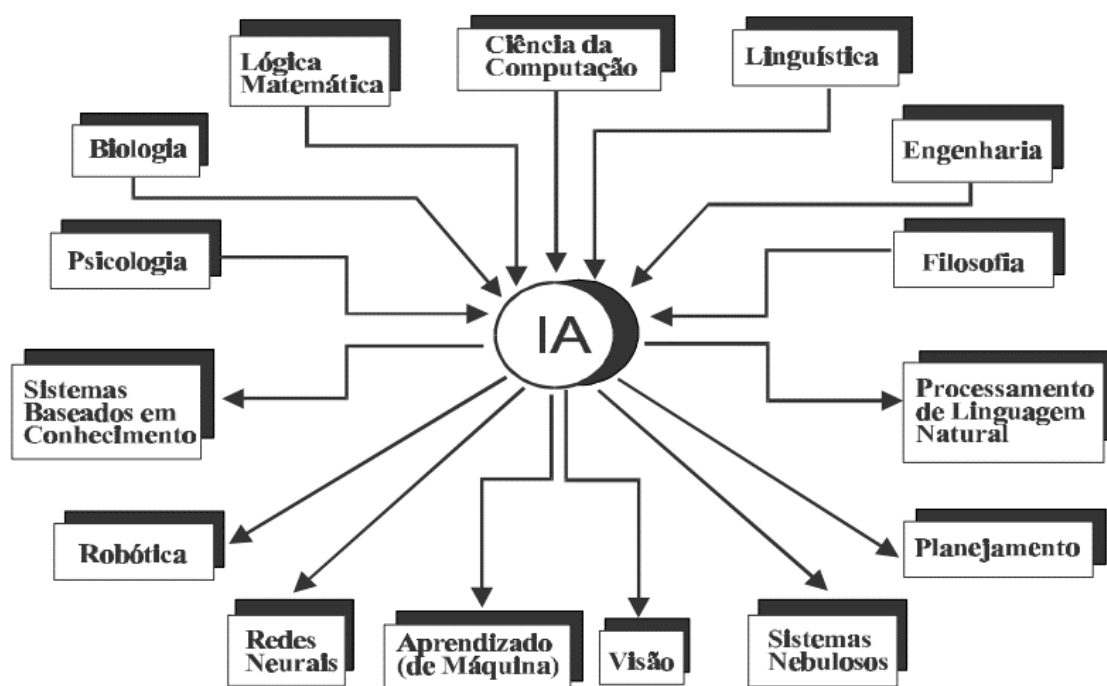 Lógica
Matemática
Ciência da
Computação
Linguística
Biologia
Engenharia
Psicologia
Filosofia
IA
Sistemas
Baseados em
Conhecimento
Processamento
de Linguagem
Natural
Robótica
Planejamento
Redes
Neurais
Aprendizado
(de Máquina)
Visão
Sistemas
Nebulosos